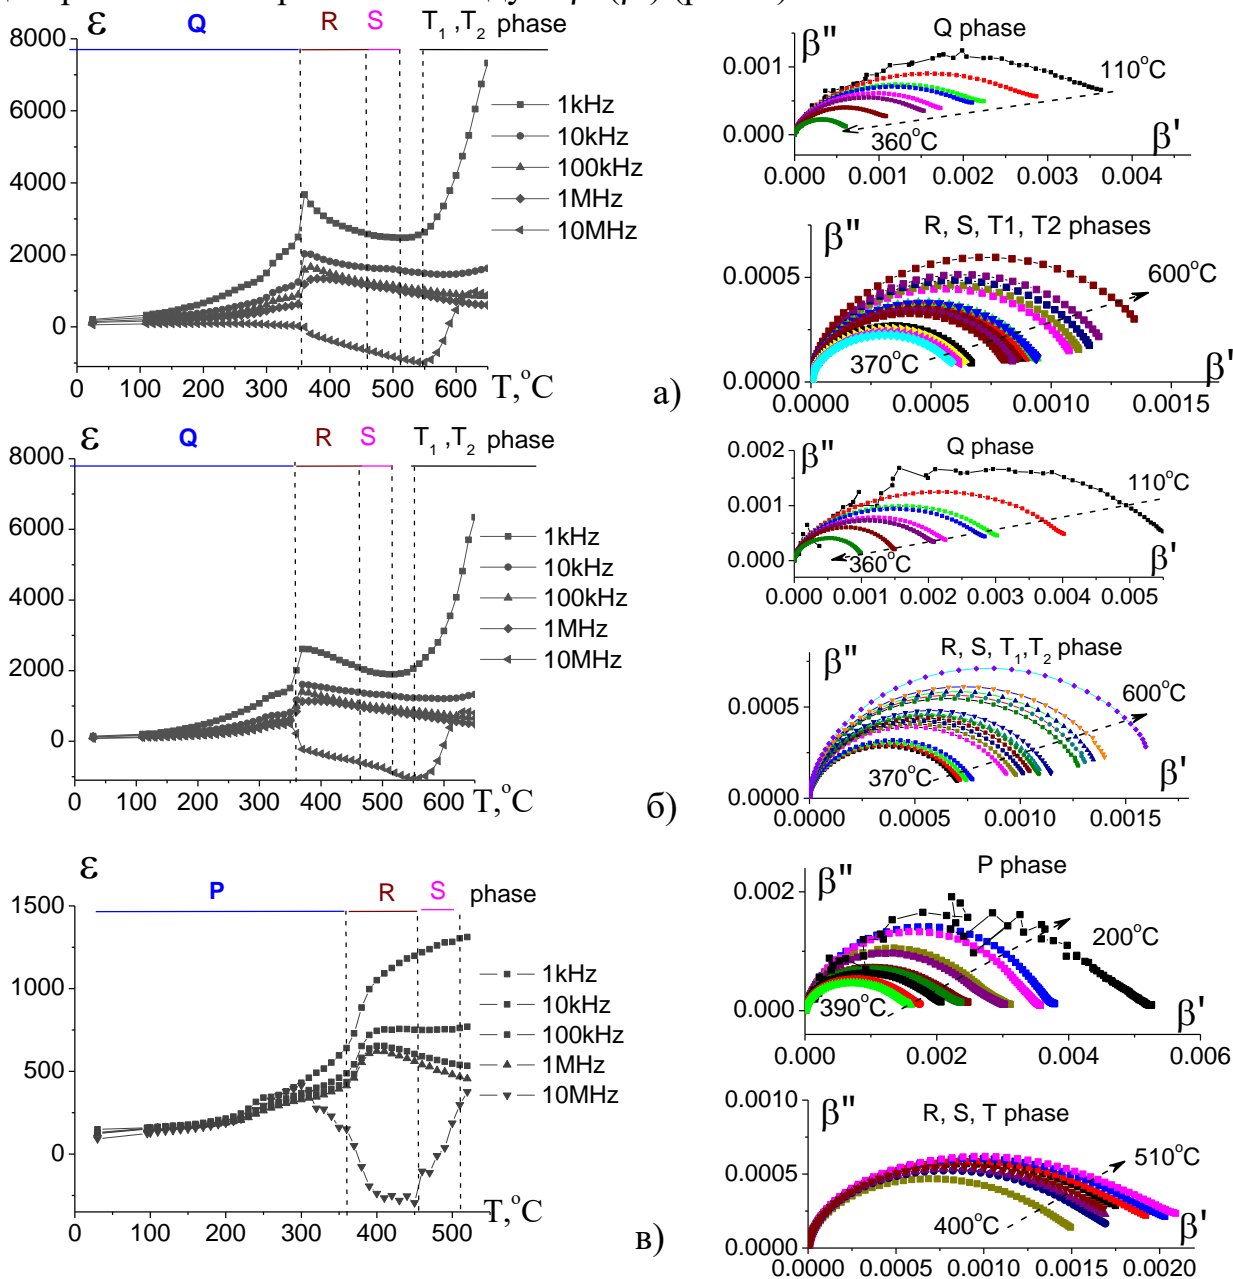 ε
Q
R
S
T1 ,T2 phase
8000
6000
4000
2000
0
0 100 200 300 400 500 600
T, °C
1kHz
10kHz
100kHz
1MHz
10MHz
а)
β''
Q phase
0.001
0.000
110°C
360°C
β'
0.000 0.001 0.002 0.003 0.004
β''
R, S, T1, T2 phases
0.0005
0.0000
600°C
370°C
β'
0.0000 0.0005 0.0010 0.0015
ε
Q
R
S
T1 ,T2 phase
8000
6000
4000
2000
0
0 100 200 300 400 500 600
T,°C
1kHz
10kHz
100kHz
1MHz
10MHz
б)
β''
Q phase
0.002
0.001
0.000
110°C
360°C
β'
0.000 0.001 0.002 0.003 0.004 0.005
β''
R, S, T1,T2 phase
0.0005
0.0000
600°C
370°C
β'
0.0000 0.0005 0.0010 0.0015
ε
P
R
S
phase
1500
1000
500
0
0 100 200 300 400 500
T,°C
1kHz
10kHz
100kHz
1MHz
10MHz
в)
β''
P phase
0.002
0.000
200°C
390°C
β'
0.000 0.002 0.004 0.006
β''
R, S, T phase
0.0010
0.0005
0.0000
510°C
400°C
β'
0.0000 0.0005 0.0010 0.0015 0.0020